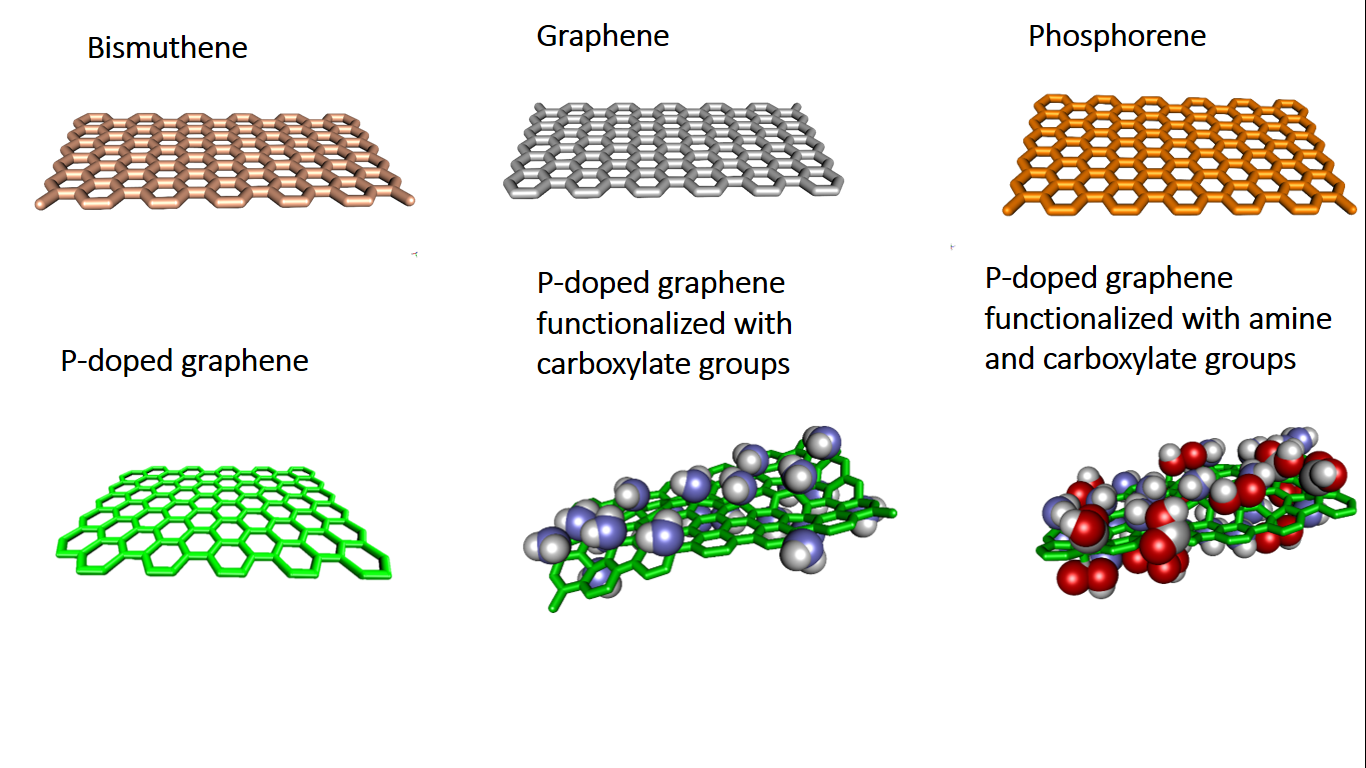 Bismuthene
Graphene
Phosphorene
P-doped graphene
P-doped graphene
functionalized with
carboxylate groups
P-doped graphene
functionalized with amine
and carboxylate groups